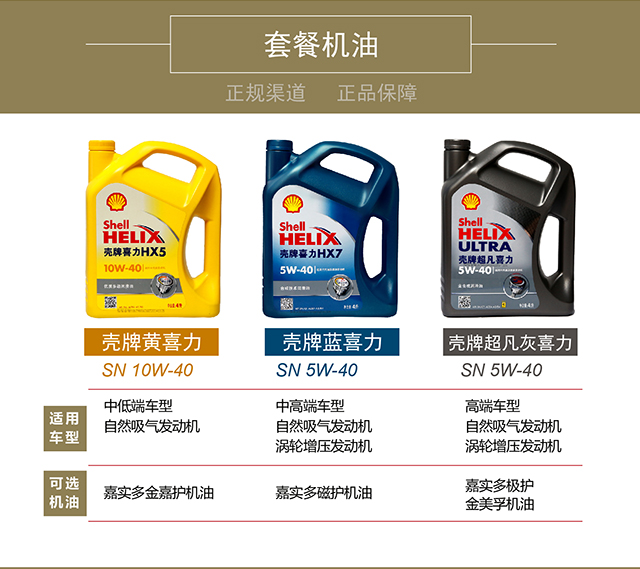 套餐机油
正规渠道 正品保障
Shell
HELIX
壳牌喜力HX5
10W-40
Shell
HELIX
壳牌喜力HX7
5W-40
Shell
HELIX
ULTRA
壳牌超凡喜力
5W-40
壳牌黄喜力
SN 10W-40
壳牌蓝喜力
SN 5W-40
壳牌超凡灰喜力
SN 5W-40
适用
车型
中低端车型
自然吸气发动机
中高端车型
自然吸气发动机
涡轮增压发动机
高端车型
自然吸气发动机
涡轮增压发动机
可选
机油
嘉实多金嘉护机油
嘉实多磁护机油
嘉实多极护
金美孚机油